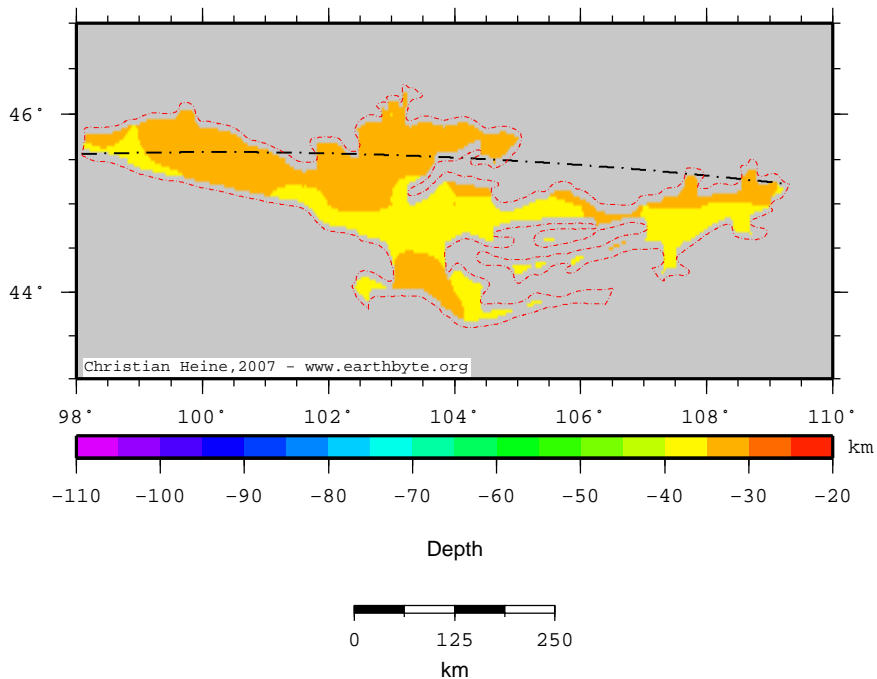 46°
44°
Christian Heine,2007 - www.earthbyte.org
98° 100° 102° 104° 106° 108° 110°
km
-110 -100 -90 -80 -70 -60 -50 -40 -30 -20
Depth
0 125 250
km